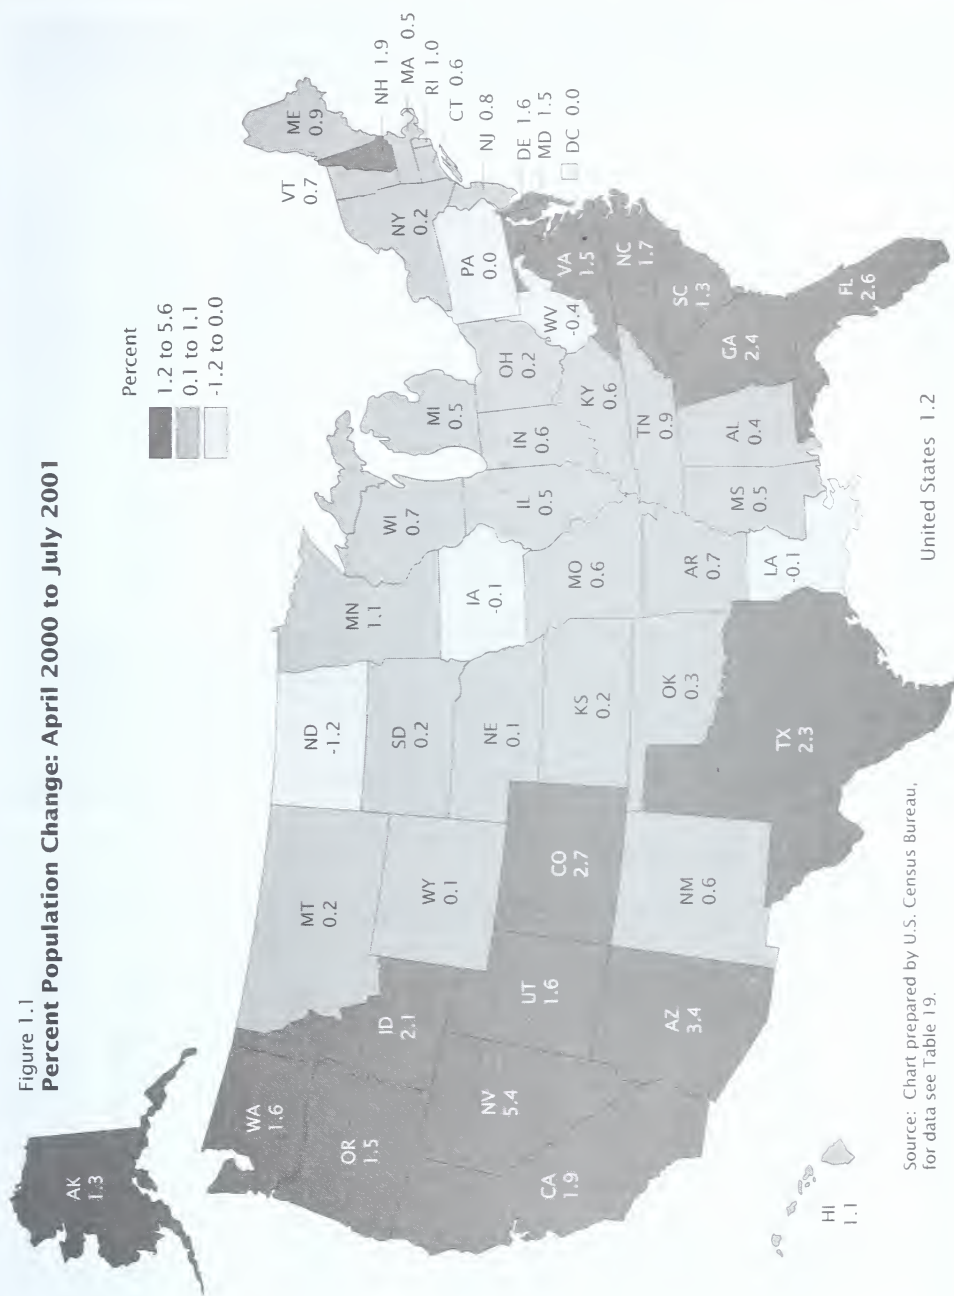 Figure 1.1
Percent Population Change: April 2000 to July 2001
Percent
1.2 to 5.6
0.1 to 1.1
-1.2 to 0.0
AK
1.3
WA
1.6
OR
1.5
CA
1.9
NV
5.4
ID
2.1
UT
1.6
AZ
3.4
MT
0.2
WY
0.1
CO
2.7
NM
0.6
ND
-1.2
SD
0.2
NE
0.1
KS
0.2
OK
0.3
TX
2.3
MN
1.1
IA
-0.1
MO
0.6
AR
0.7
LA
-0.1
WI
0.7
IL
0.5
MS
0.5
MI
0.5
IN
0.6
OH
0.2
KY
0.6
TN
0.9
AL
0.4
WV
-0.4
GA
2.4
FL
2.6
SC
1.3
NC
1.7
VA
1.5
PA
0.0
NY
0.2
VT
0.7
ME
0.9
NH 1.9
MA 0.5
RI 1.0
CT 0.6
NJ 0.8
DE 1.6
MD 1.5
DC 0.0
HI
1.1
United States 1.2
Source: Chart prepared by U.S. Census Bureau,
for data see Table 19.